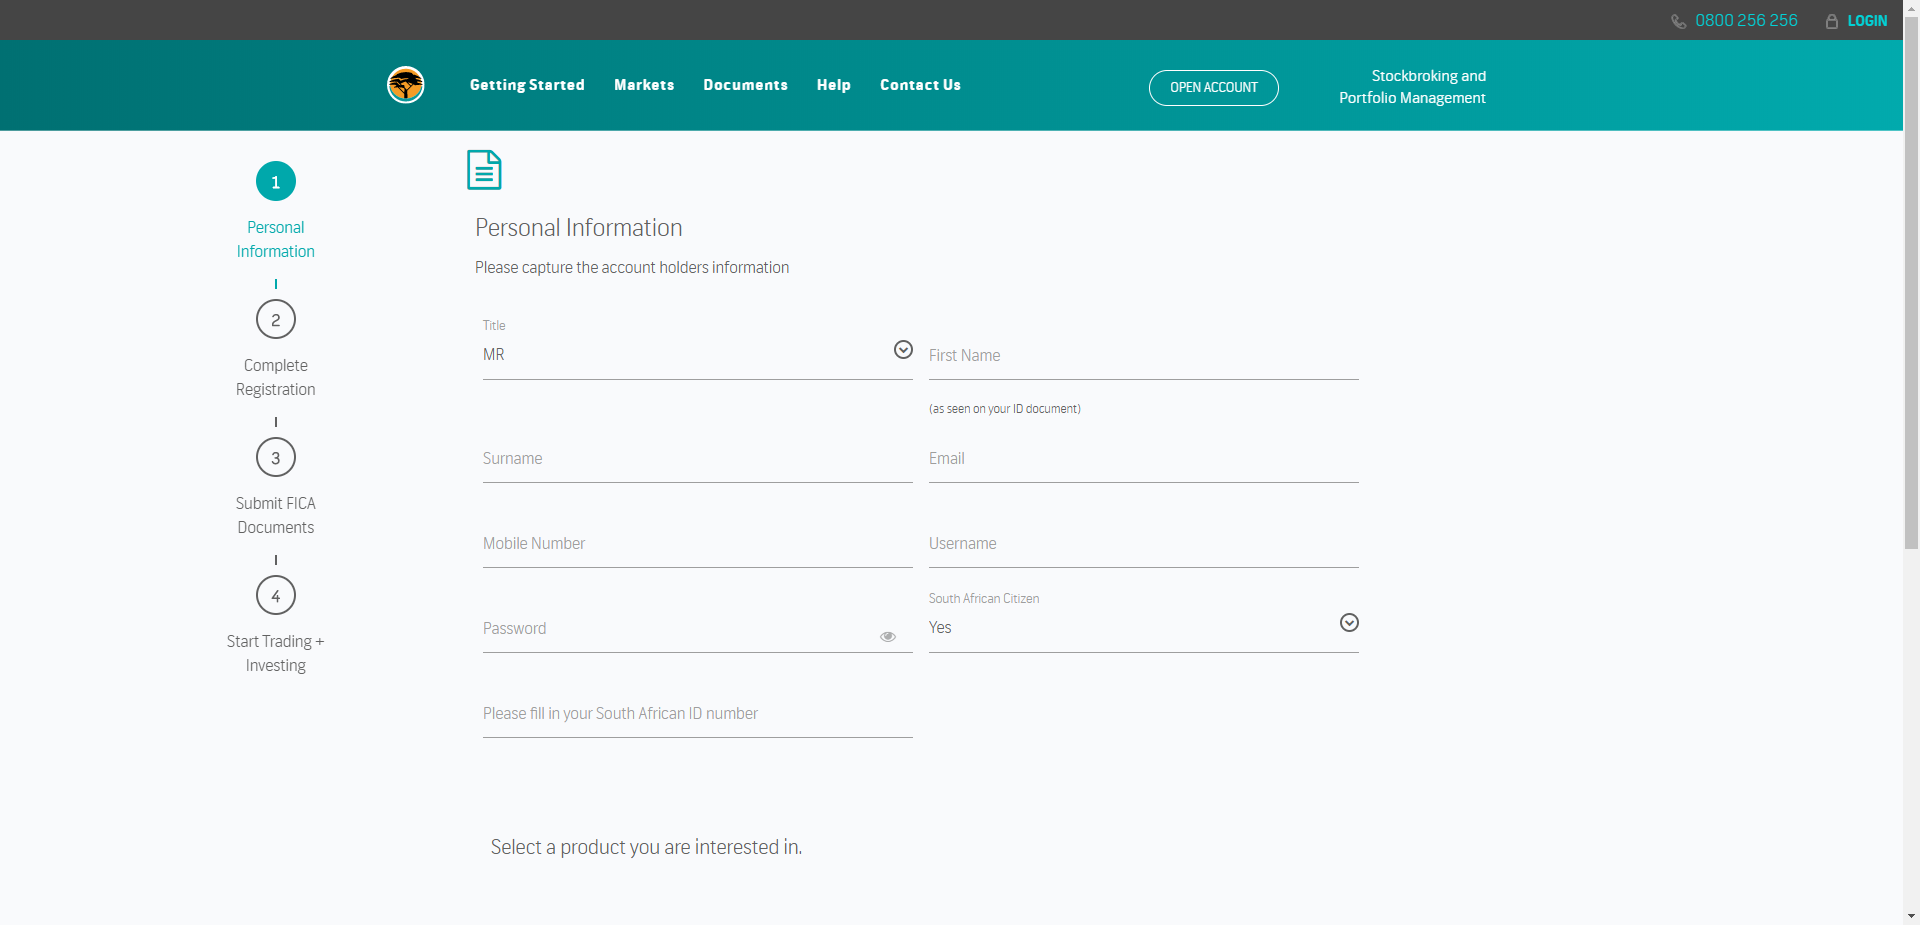 0800 256 256
LOGIN
Getting Started
Markets
Documents
Help
Contact Us
OPEN ACCOUNT
Stockbroking and
Portfolio Management
1
Personal
Information
2
Complete
Registration
3
Submit FICA
Documents
4
Start Trading +
Investing
Personal Information
Please capture the account holders information
Title
MR
First Name
(as seen on your ID document)
Surname
Email
Mobile Number
Username
Password
South African Citizen
Yes
Please fill in your South African ID number
Select a product you are interested in.